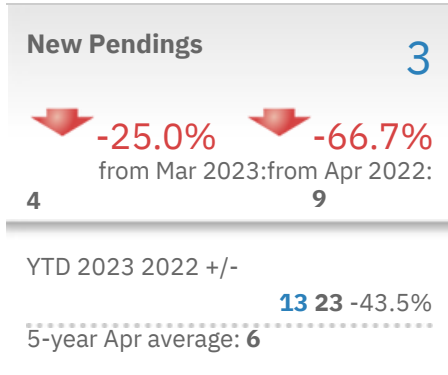 New Pendings 3
-25.0% -66.7%
from Mar 2023:from Apr 2022:
4 9
YTD 2023 2022 +/-
13 23 -43.5%
5-year Apr average: 6